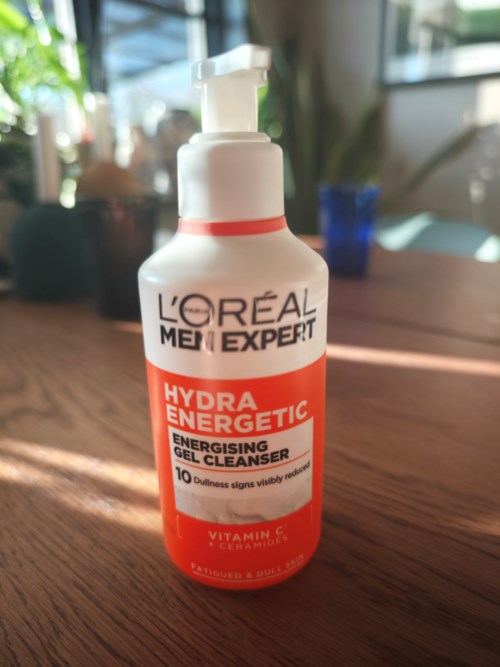 L'ORÉAL
PARIS
MEN EXPERT
HYDRA
ENERGETIC
ENERGISING
GEL CLEANSER
10 Dullness signs visibly reduced
VITAMIN C*
+ CERAMIDES
FATIGUED & DULL SKIN